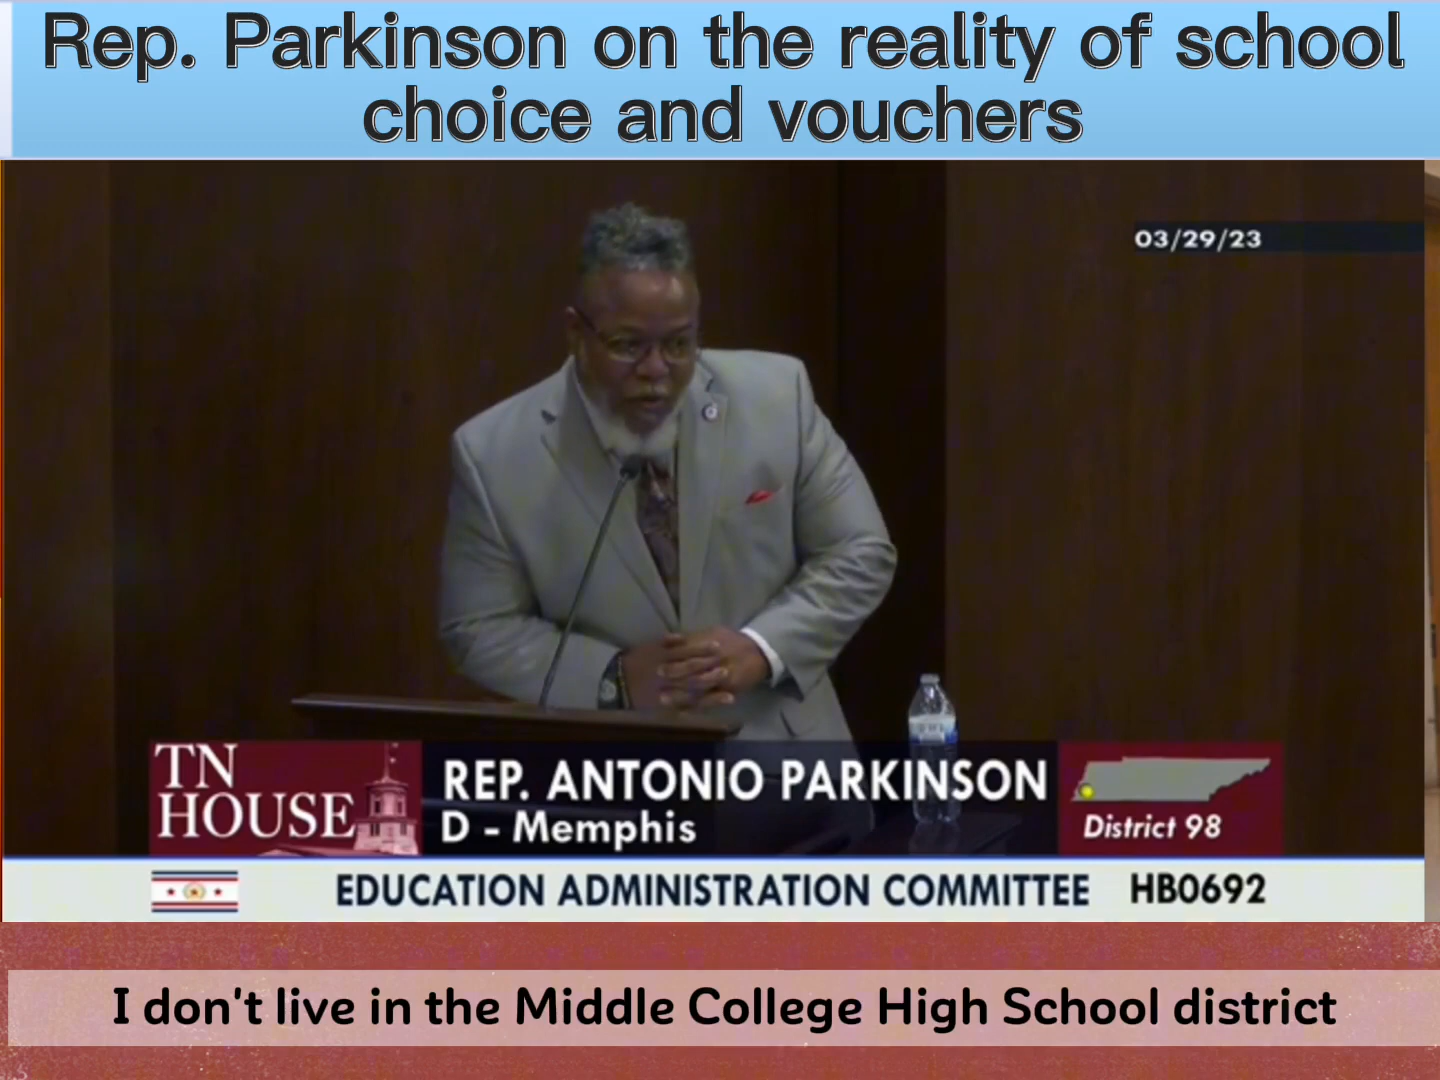 Rep. Parkinson on the reality of school
choice and vouchers
03/29/23
TN
HOUSE
REP. ANTONIO PARKINSON
D - Memphis
District 98
EDUCATION ADMINISTRATION COMMITTEE HB0692
I don't live in the Middle College High School district